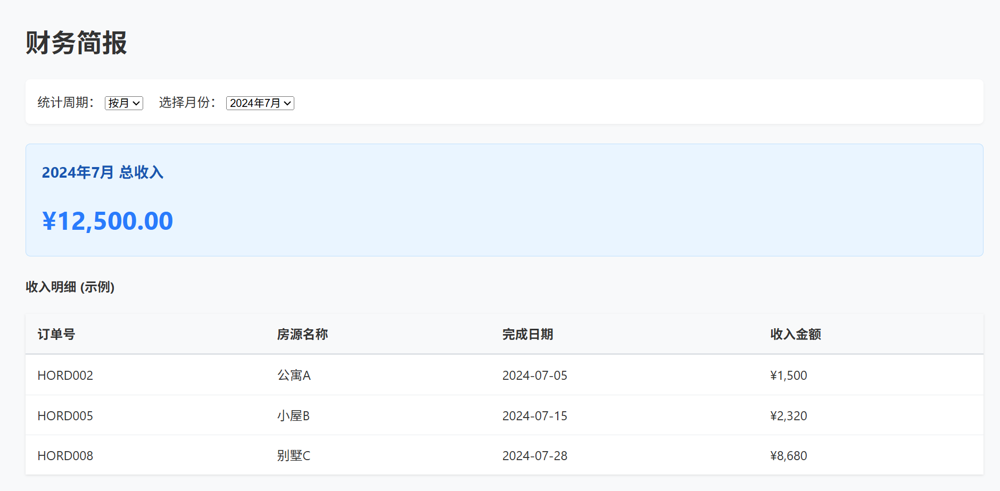 财务简报
统计周期： 按月 选择月份： 2024年7月
2024年7月 总收入
¥12,500.00
收入明细 (示例)
订单号 房源名称 完成日期 收入金额
HORD002 公寓A 2024-07-05 ¥1,500
HORD005 小屋B 2024-07-15 ¥2,320
HORD008 别墅C 2024-07-28 ¥8,680